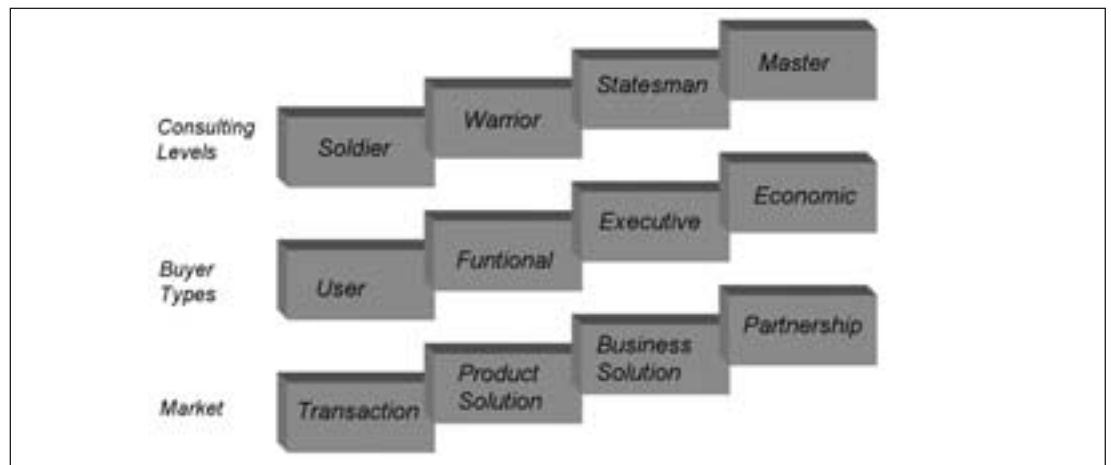 Consulting
Levels
Soldier
Warrior
Statesman
Master
Buyer
Types
User
Funtional
Executive
Economic
Market
Transaction
Product
Solution
Business
Solution
Partnership